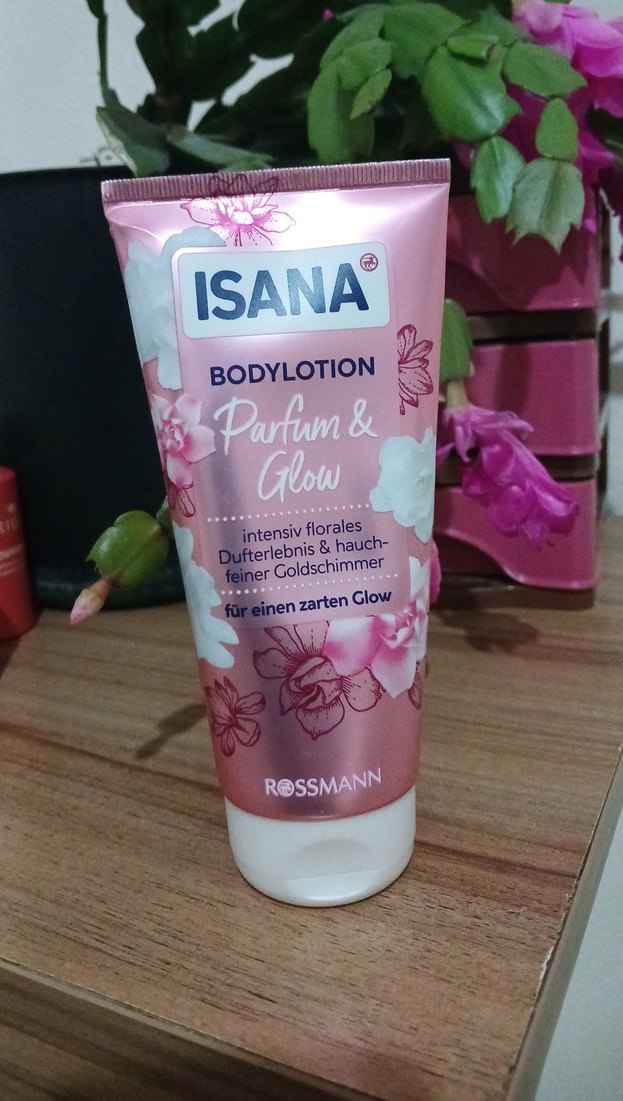 ISANA
BODYLOTION
Parfum &
Glow
intensiv florales
Dufterlebnis & hauch-
feiner Goldschimmer
für einen zarten Glow
ROSSMANN